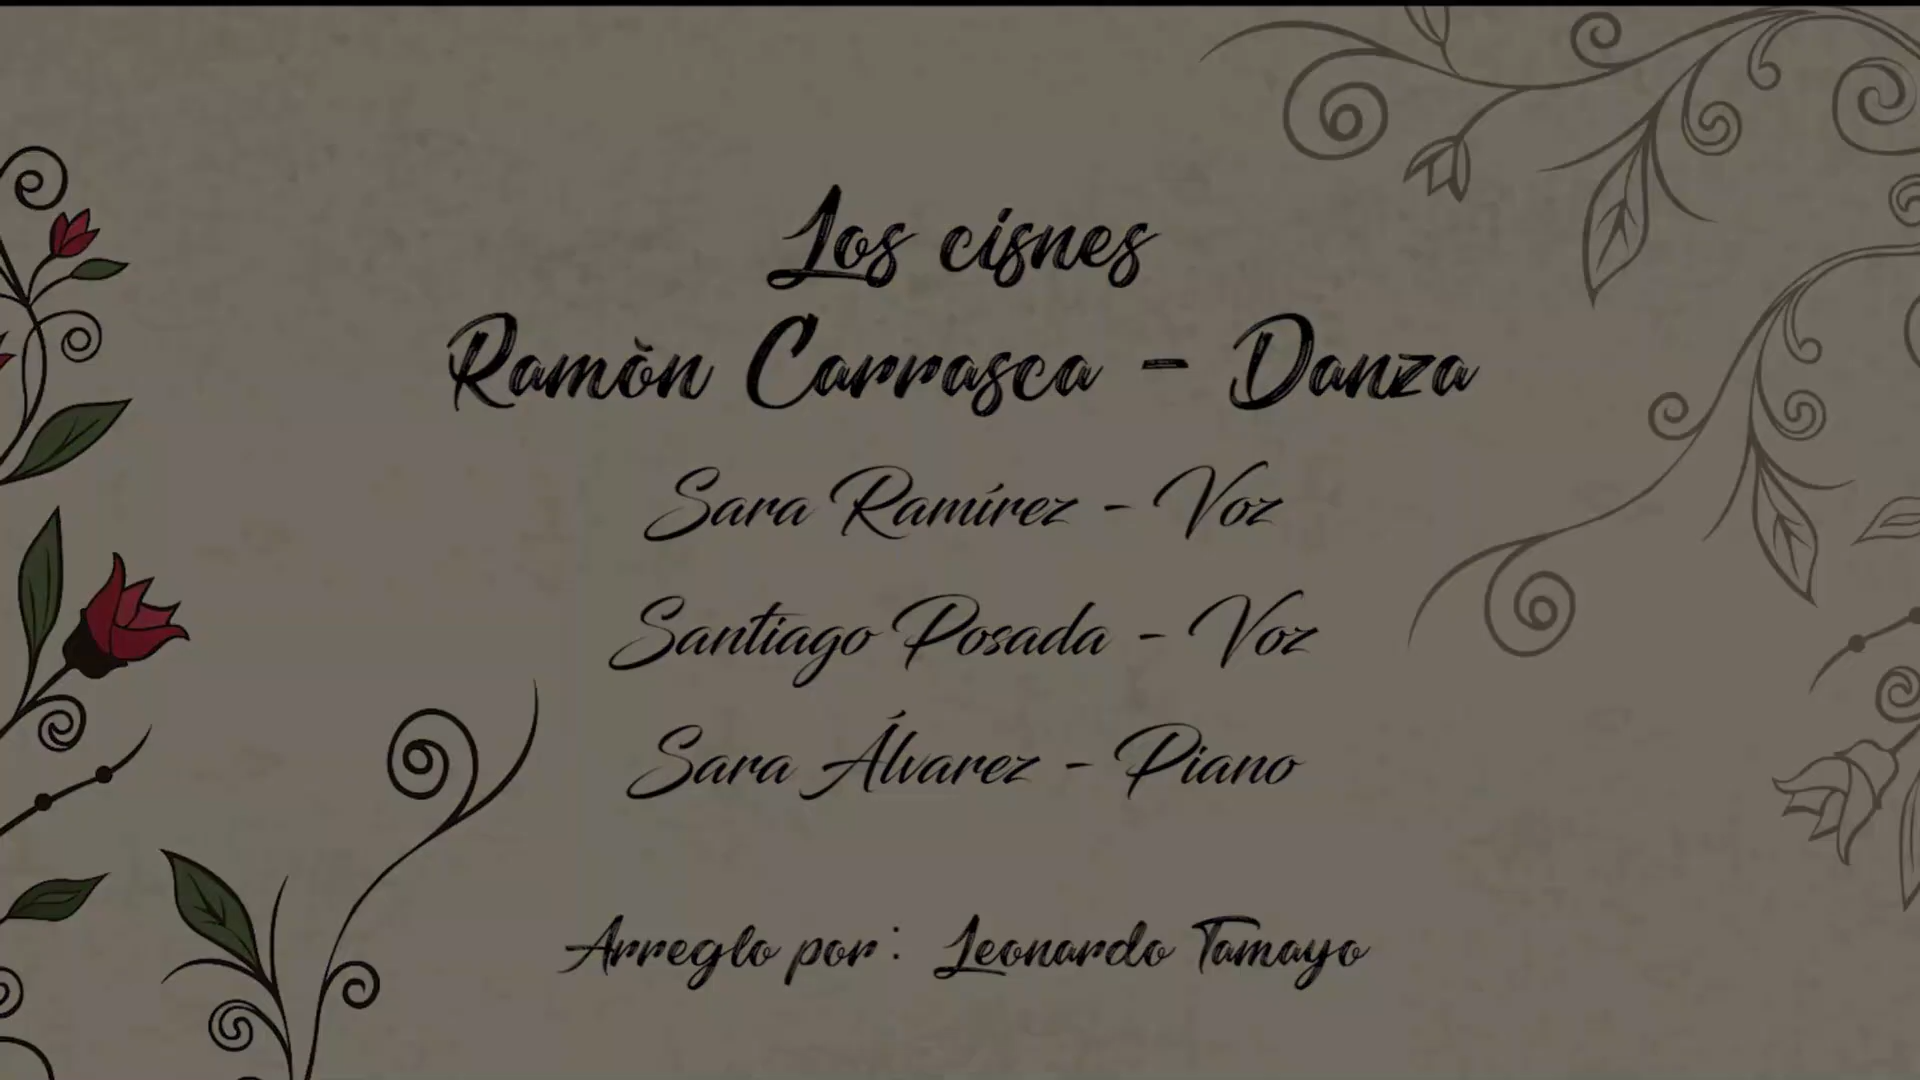 Los cisnes
Ramòn Carrasca - Danza
Sara Ramírez - Voz
Santiago Posada - Voz
Sara Álvarez - Piano
Arreglo por: Leonardo Tamayo